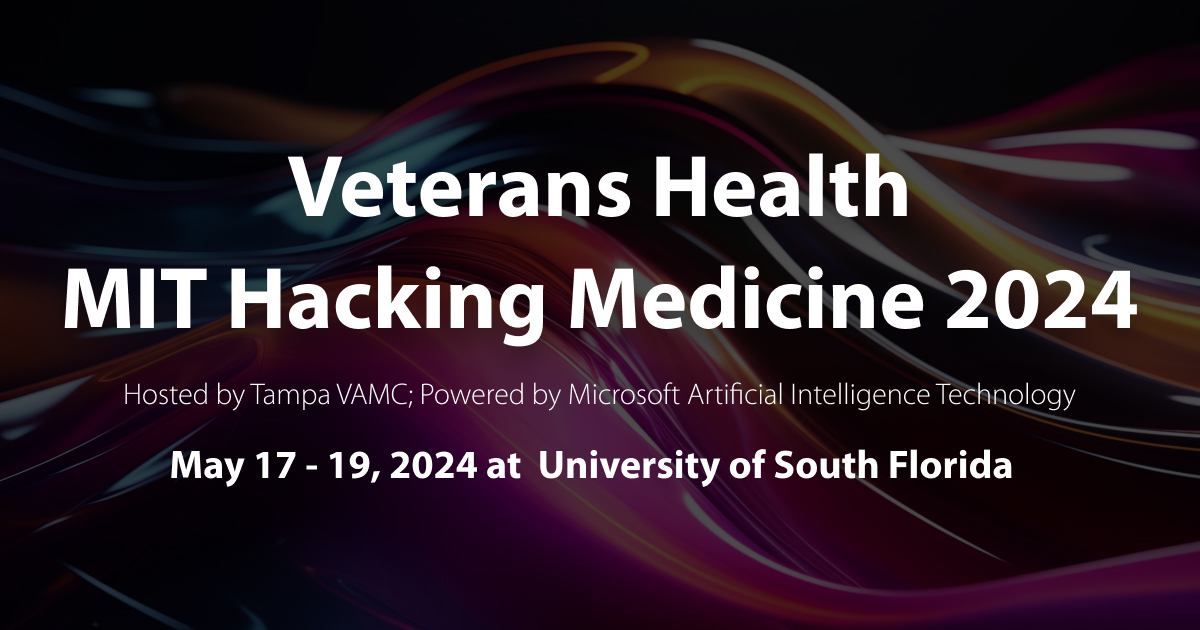 Veterans Health
MIT Hacking Medicine 2024
Hosted by Tampa VAMC; Powered by Microsoft Artificial Intelligence Technology
May 17 - 19, 2024 at  University of South Florida